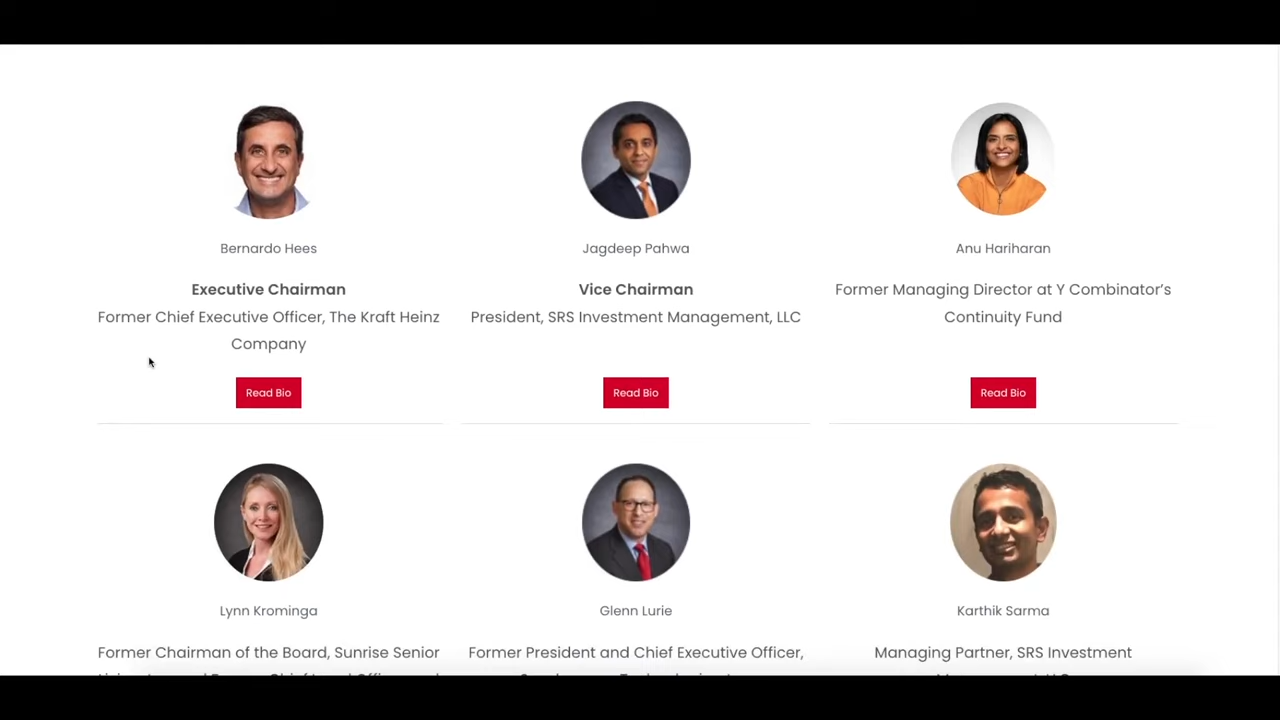 Bernardo Hees
Executive Chairman
Former Chief Executive Officer, The Kraft Heinz
Company
Read Bio
Jagdeep Pahwa
Vice Chairman
President, SRS Investment Management, LLC
Read Bio
Anu Hariharan
Former Managing Director at Y Combinator’s
Continuity Fund
Read Bio
Lynn Krominga
Former Chairman of the Board, Sunrise Senior
Glenn Lurie
Former President and Chief Executive Officer,
Karthik Sarma
Managing Partner, SRS Investment